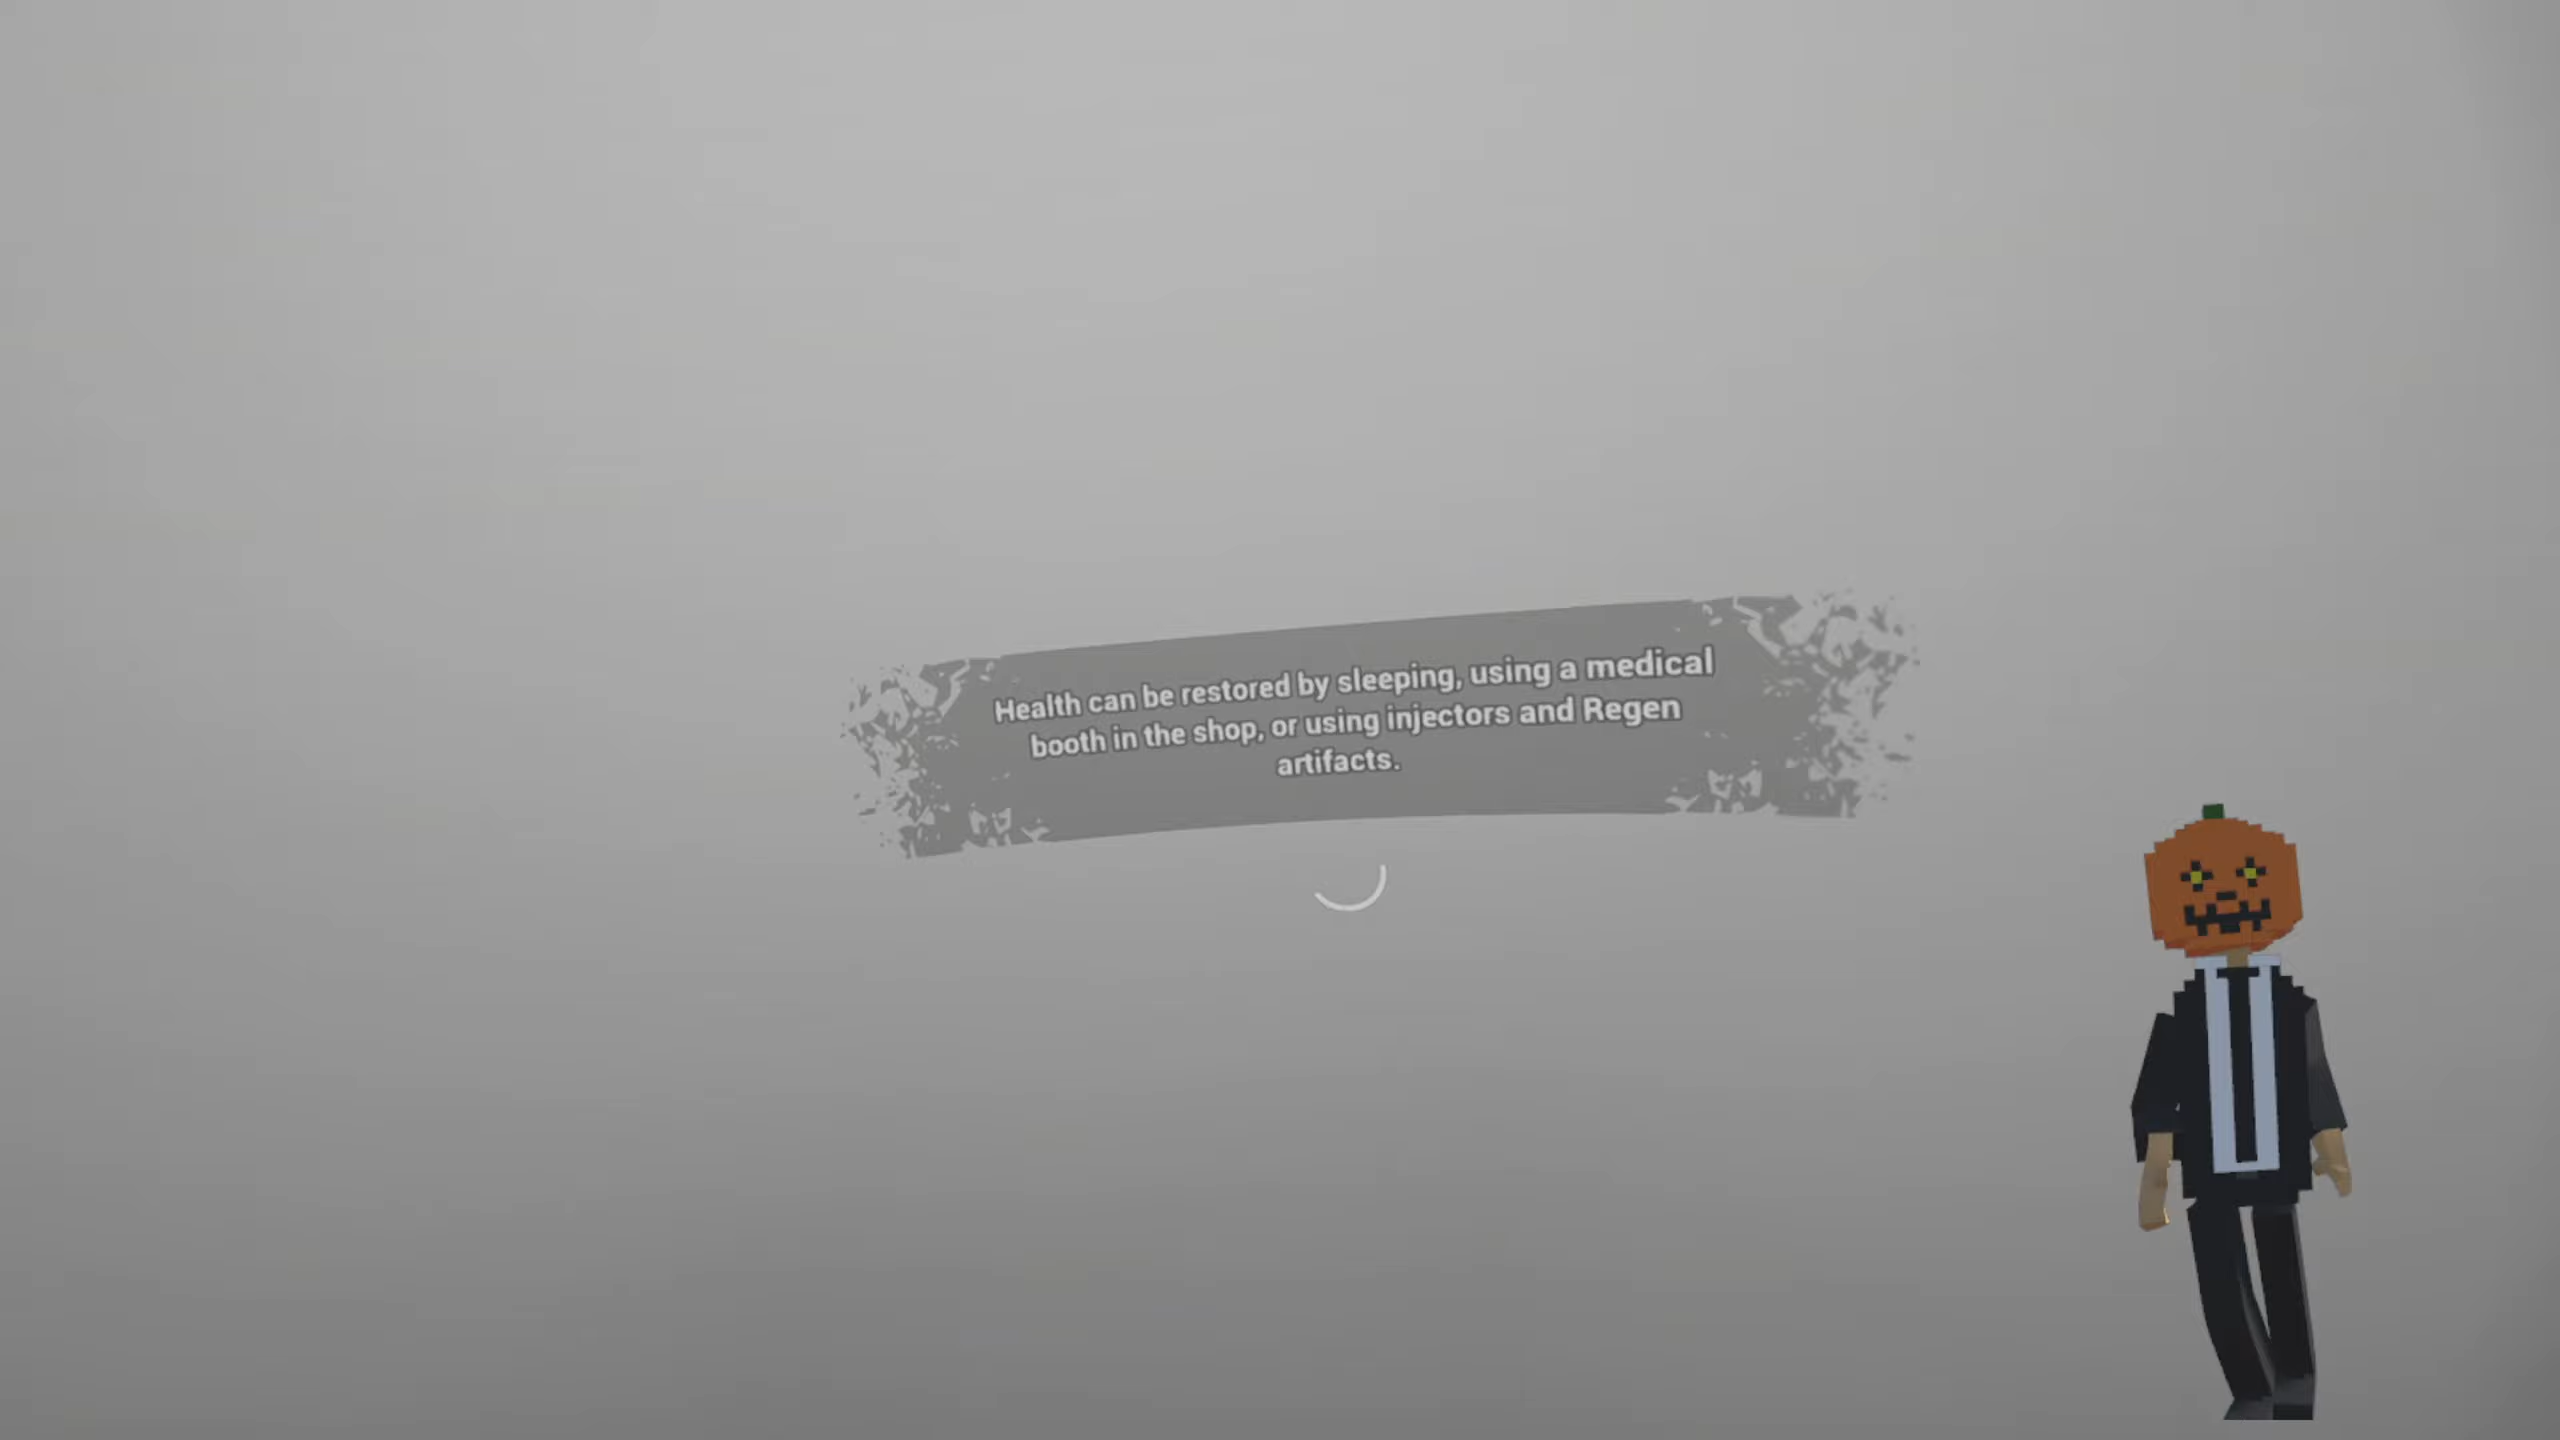 Health can be restored by sleeping, using a medical
booth in the shop, or using injectors and Regen
artifacts.